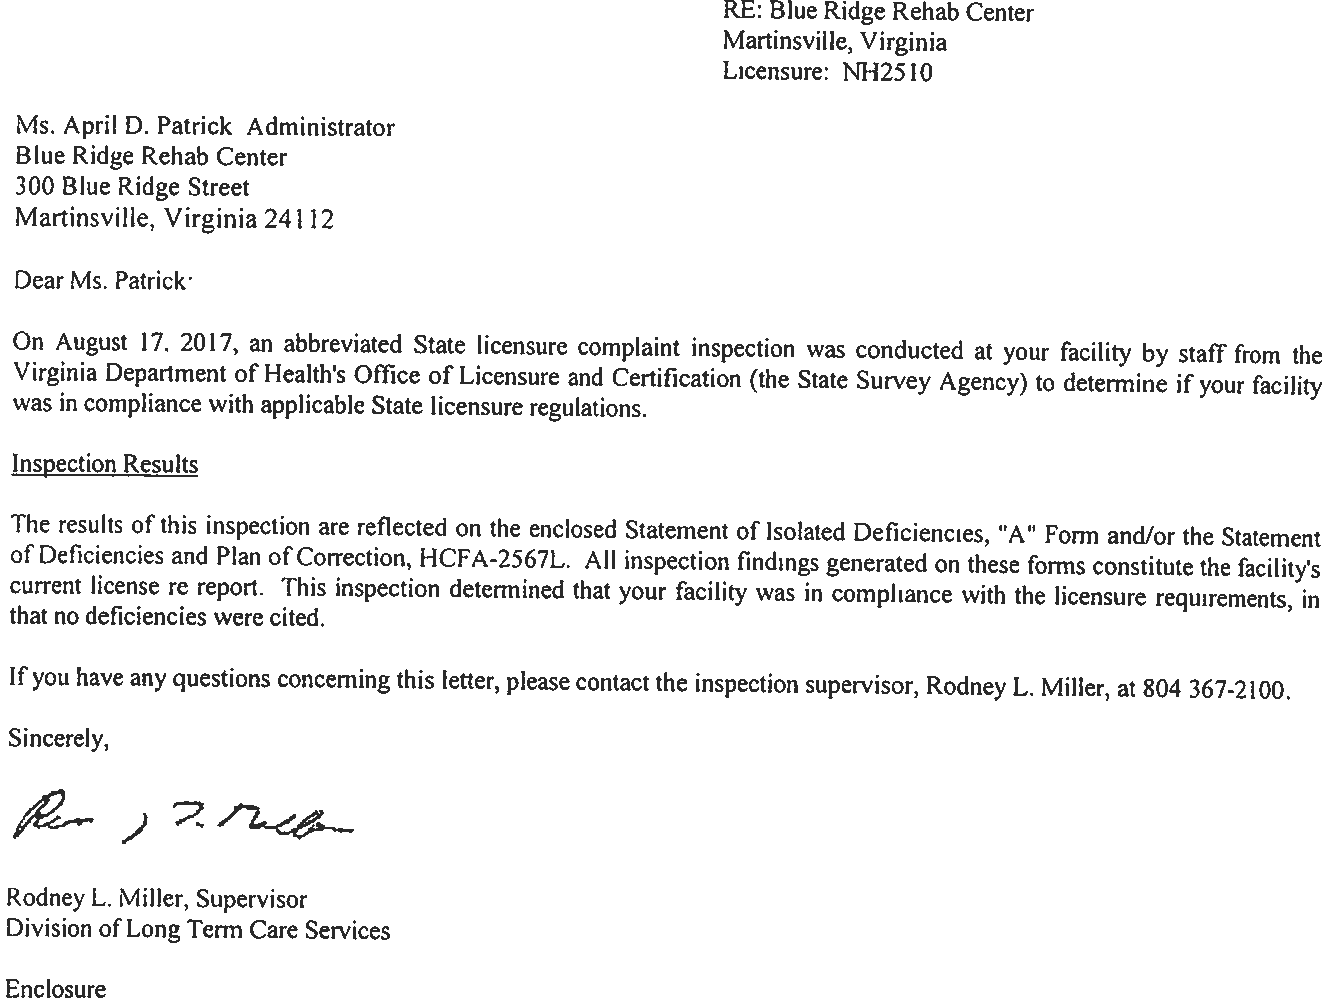 RE: Blue Ridge Rehab Center
Martinsville, Virginia
Licensure: NH2510
Ms. April D. Patrick Administrator
Blue Ridge Rehab Center
300 Blue Ridge Street
Martinsville, Virginia 24112
Dear Ms. Patrick·
On August 17. 2017, an abbreviated State licensure complaint inspection was conducted at your facility by staff from the
Virginia Department of Health's Office of Licensure and Certification (the State Survey Agency) to determine if your facility
was in compliance with applicable State licensure regulations.
Inspection Results
The results of this inspection are reflected on the enclosed Statement of Isolated Deficiencies, "A" Form and/or the Statement
of Deficiencies and Plan of Correction, HCFA-2567L. All inspection findings generated on these forms constitute the facility's
current license re report. This inspection determined that your facility was in compliance with the licensure requirements, in
that no deficiencies were cited.
If you have any questions concerning this letter, please contact the inspection supervisor, Rodney L. Miller, at 804 367-2100.
Sincerely,
Rodney L. Miller, Supervisor
Division of Long Term Care Services
Enclosure